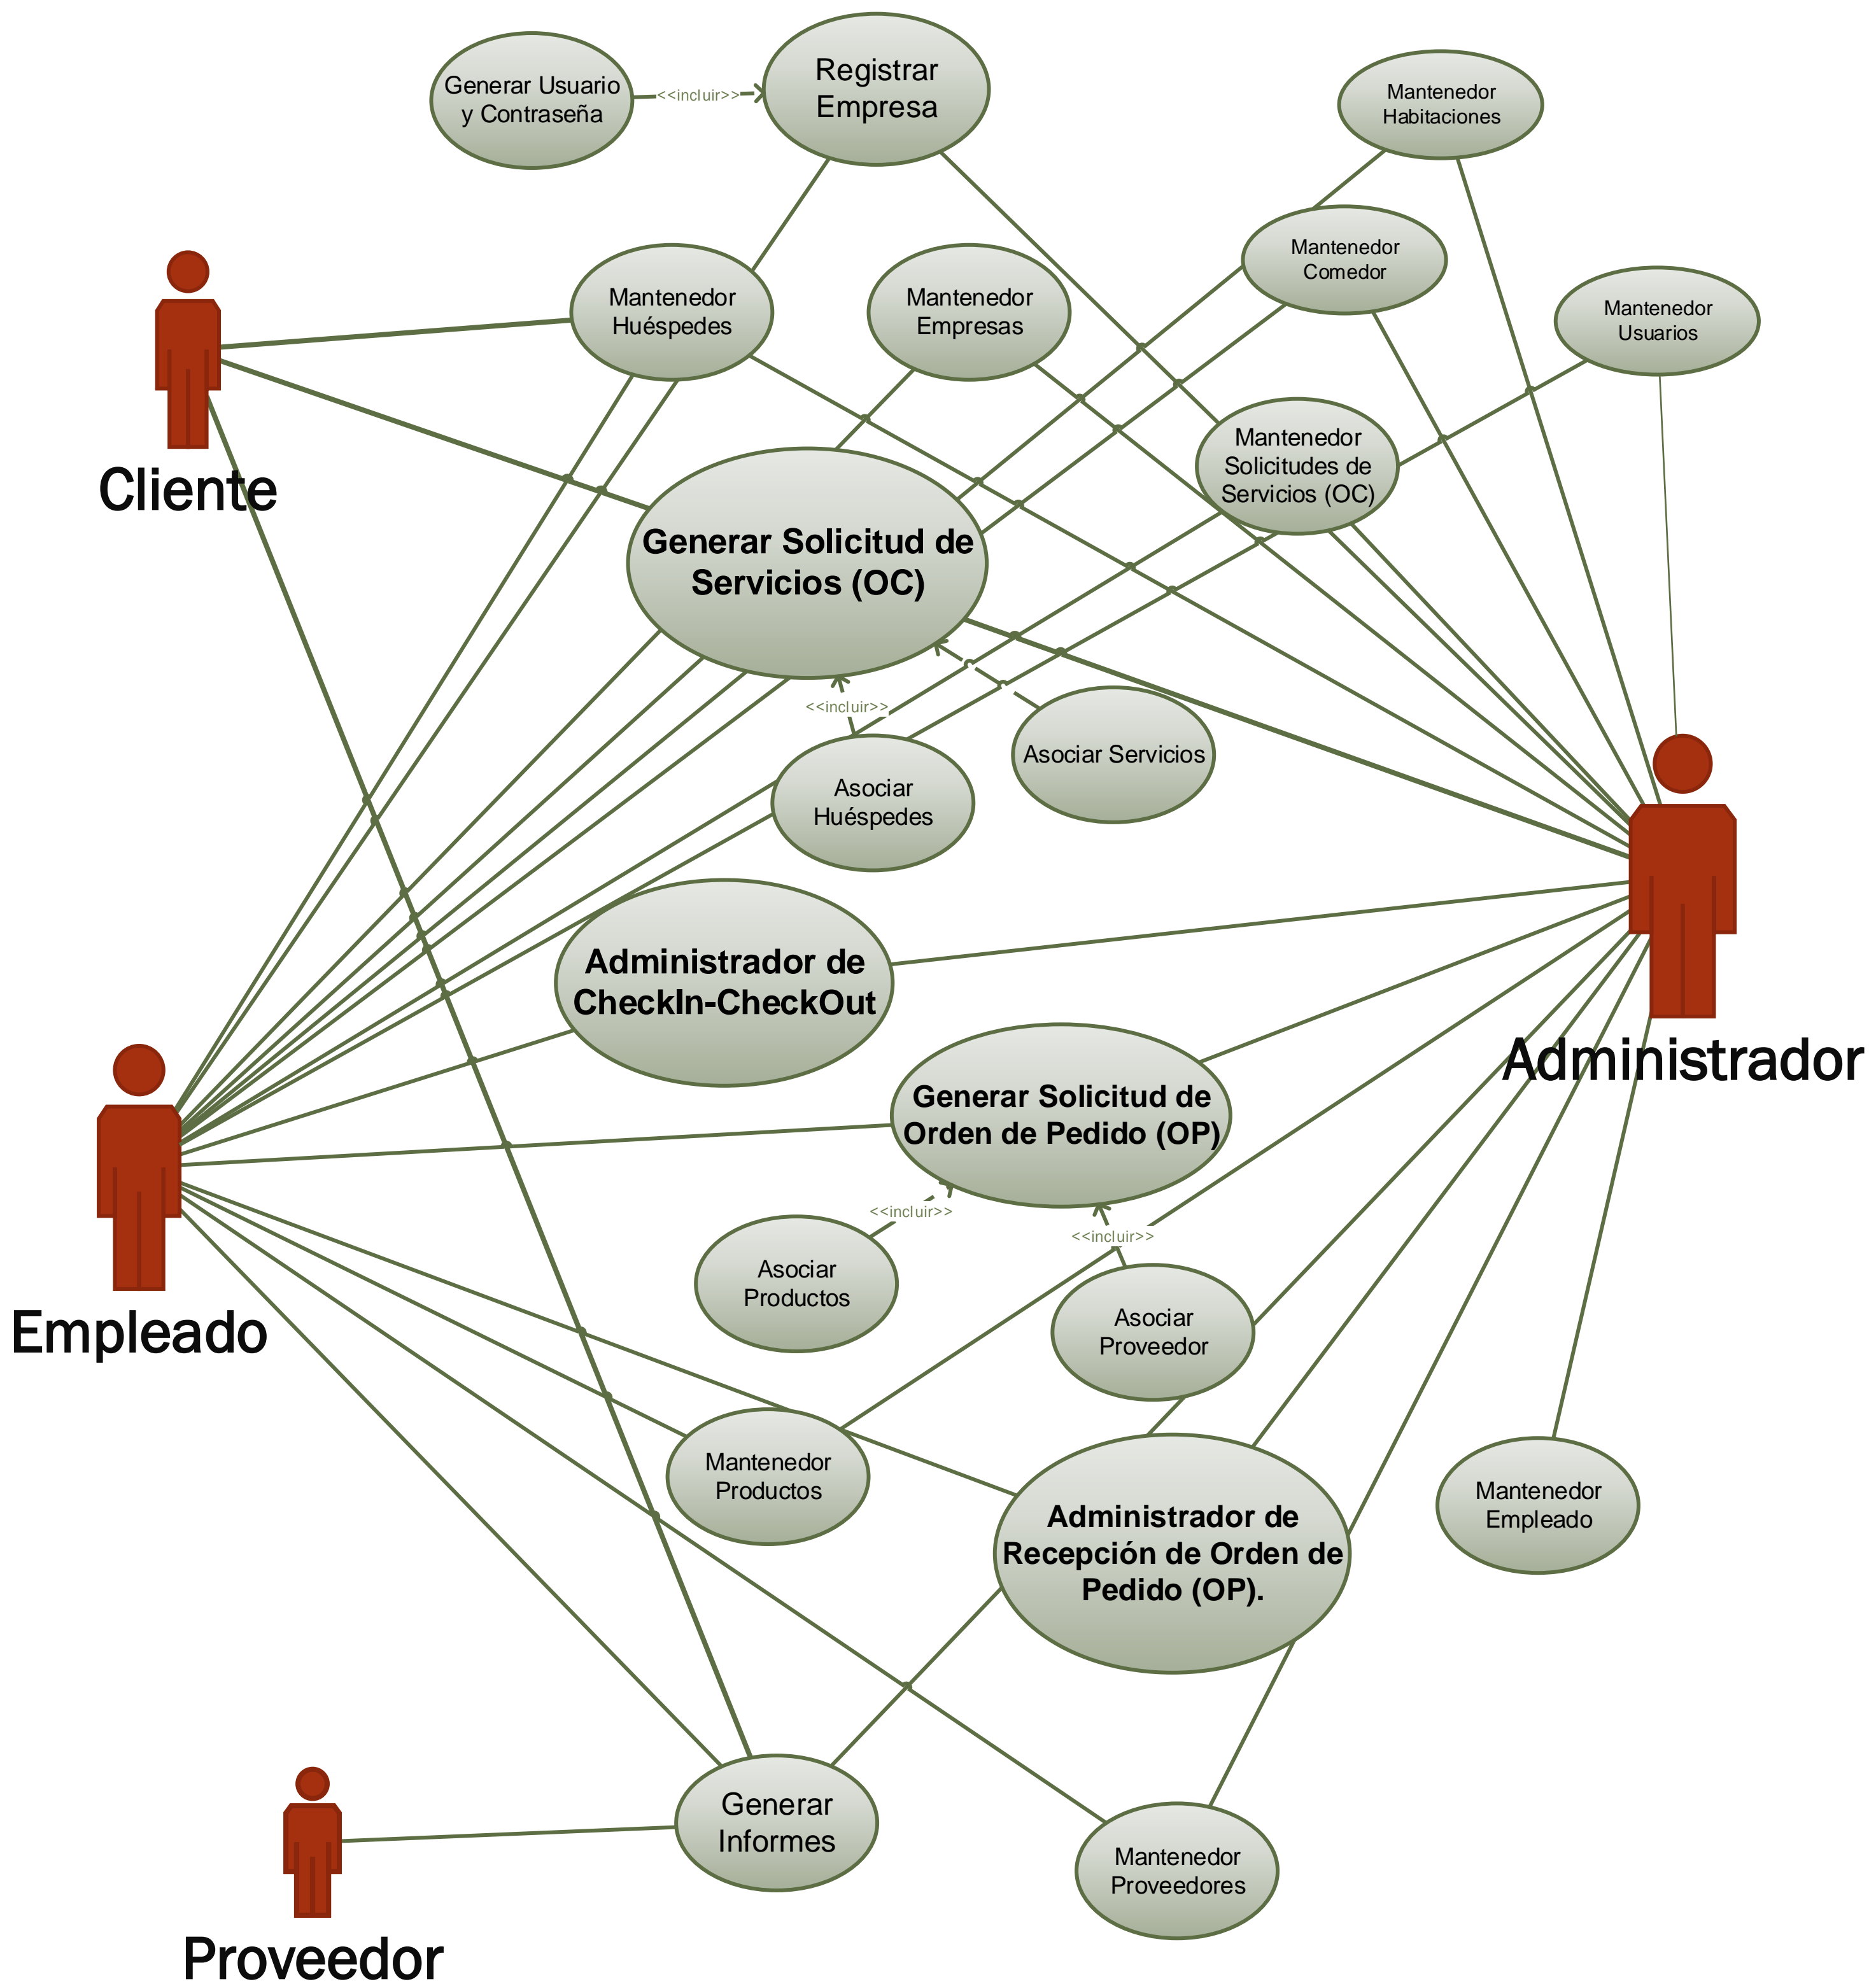 Generar Usuario
y Contraseña
<<incluir>>
Registrar
Empresa
Mantenedor
Habitaciones
Mantenedor
Comedor
Mantenedor
Huéspedes
Mantenedor
Empresas
Mantenedor
Usuarios
Cliente
Mantenedor
Solicitudes de
Servicios (OC)
Generar Solicitud de
Servicios (OC)
<<incluir>>
Asociar Servicios
Asociar
Huéspedes
Administrador de
CheckIn-CheckOut
Administrador
Generar Solicitud de
Orden de Pedido (OP)
<<incluir>>
<<incluir>>
Asociar
Productos
Empleado
Asociar
Proveedor
Mantenedor
Productos
Mantenedor
Empleado
Administrador de
Recepción de Orden de
Pedido (OP).
Generar
Informes
Mantenedor
Proveedores
Proveedor